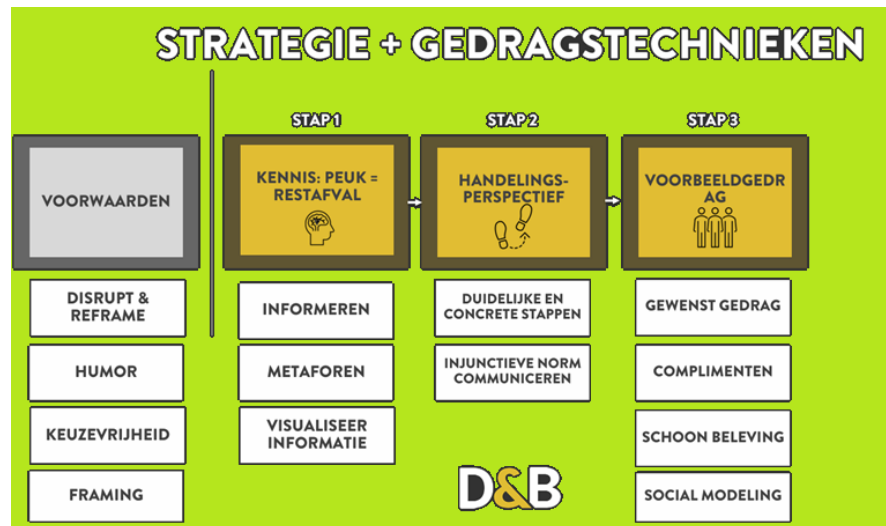 STRATEGIE + GEDRAGSTECHNIEKEN
STAP 1
STAP 2
STAP 3
VOORWAARDEN
KENNIS: PEUK =
RESTAFVAL
HANDELINGS-
PERSPECTIEF
VOORBEELDGEDR
AG
DISRUPT &
REFRAME
HUMOR
KEUZEVRIJHEID
FRAMING
INFORMEREN
METAFOREN
VISUALISEER
INFORMATIE
DUIDELIJKE EN
CONCRETE STAPPEN
INJUNCTIEVE NORM
COMMUNICEREN
GEWENST GEDRAG
COMPLIMENTEN
SCHOON BELEVING
SOCIAL MODELING
D&B